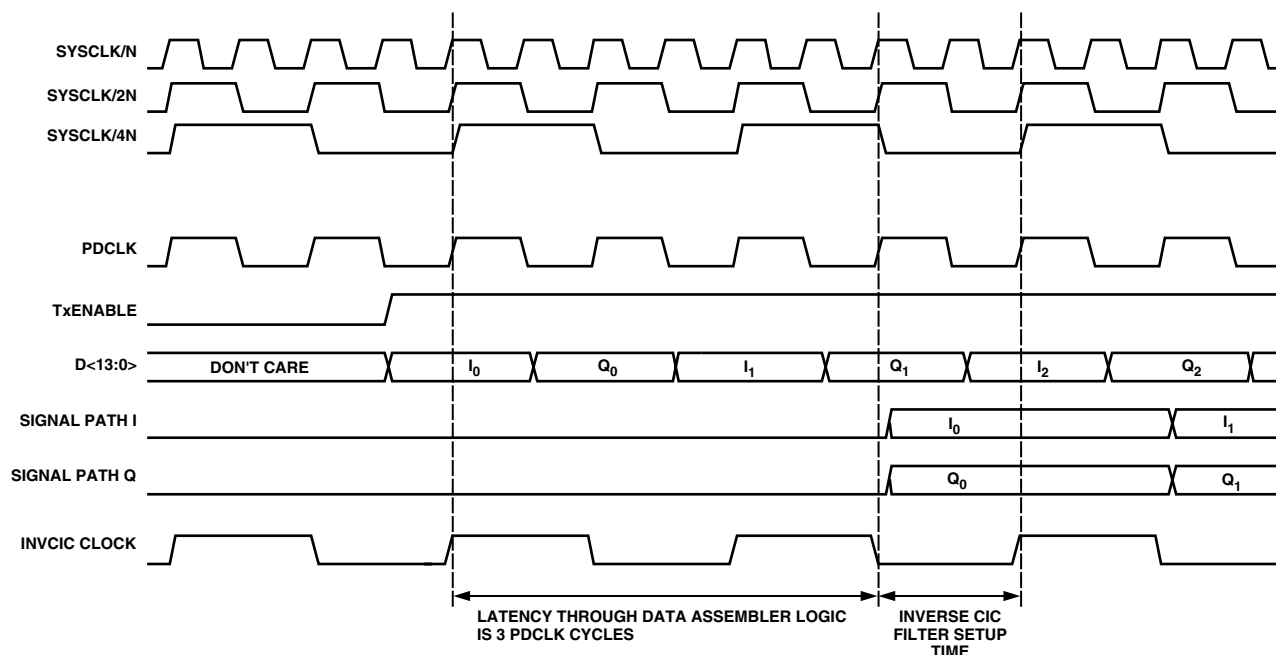 SYSCLK/N
SYSCLK/2N
SYSCLK/4N
PDCLK
TxENABLE
D<13:0> DON'T CARE I0 Q0 I1 Q1 I2 Q2
SIGNAL PATH I I0 I1
SIGNAL PATH Q Q0 Q1
INVCIC CLOCK
LATENCY THROUGH DATA ASSEMBLER LOGIC
IS 3 PDCLK CYCLES
INVERSE CIC
FILTER SETUP
TIME